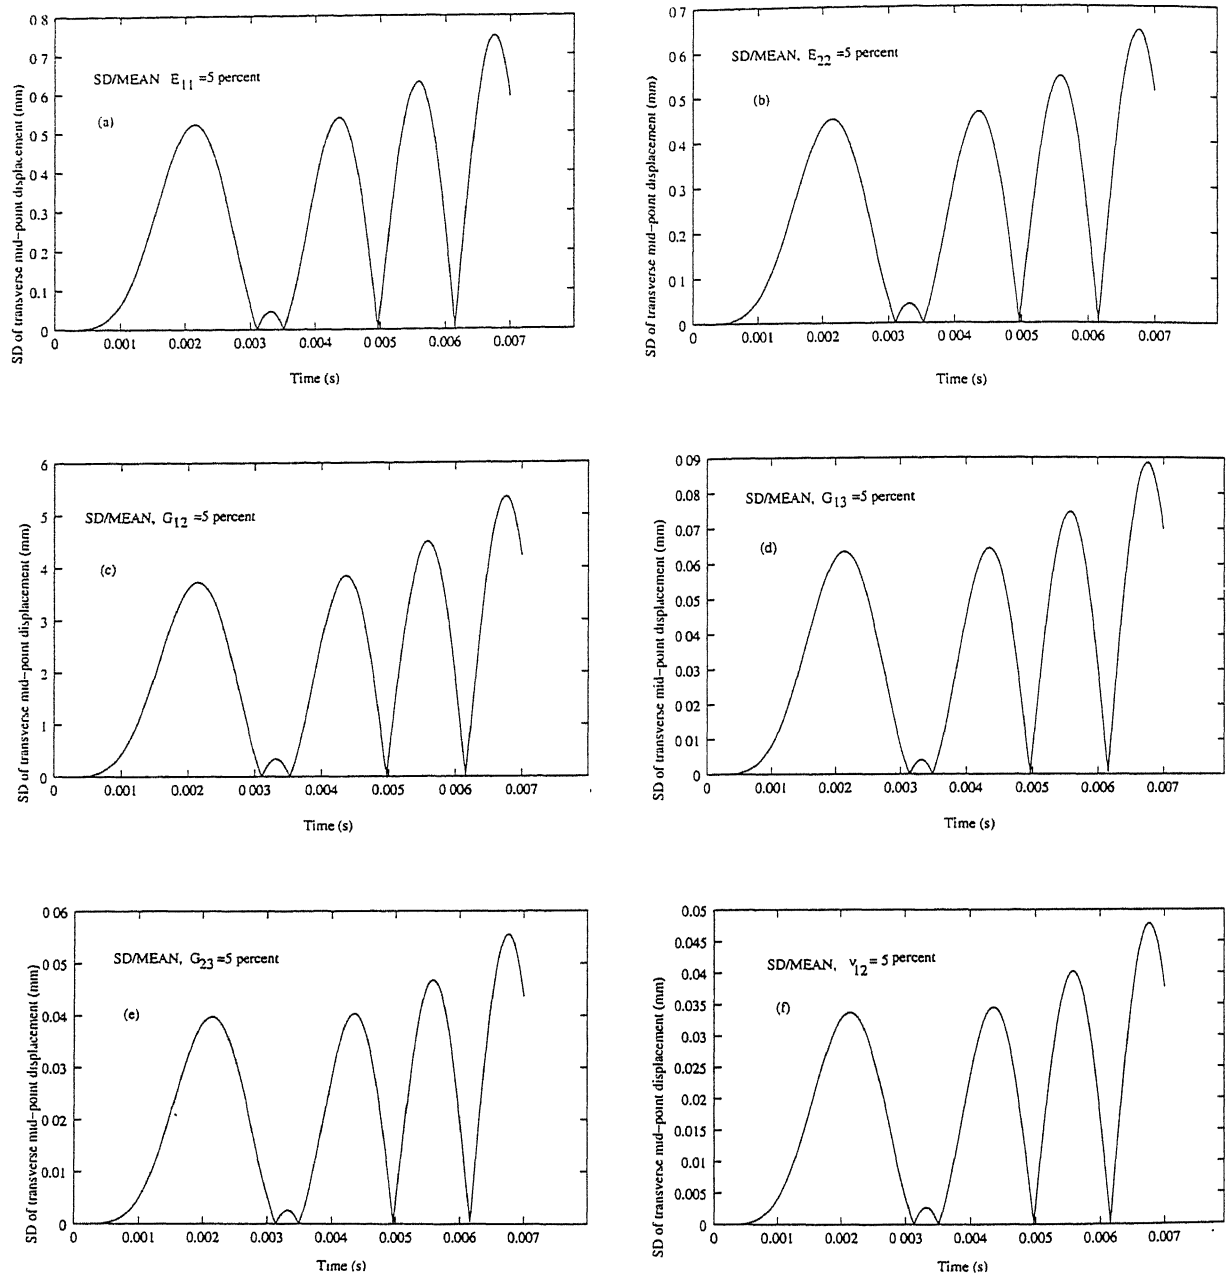 SD of transverse mid-point displacement (mm)
0 8
0.7
0 6
0 5
0 4
0.3
0.2
0.1
0
SD/MEAN E11 =5 percent
(a)
0 0.001 0.002 0.003 0.004 0 005 0.006 0.007
Time (s)
SD of transverse mid-point displacement (mm)
0 7
0.6
0.5
0 4
0.3
0.2
0 1
0
SD/MEAN, E22 =5 percent
(b)
0 0.001 0.002 0.003 0.004 0 005 0.006 0.007
Time (s)
SD of transverse mid-point displacement (mm)
6
5
4
3
2
1
0
SD/MEAN, G12 =5 percent
(c)
0 0.001 0 002 0 003 0.004 0.005 0 006 0.007
Time (s)
SD of transverse mid-point displacement (mm)
0.09
0.08
0.07
0.06
0.05
0.04
0.03
0 02
0 01
0
SD/MEAN, G13 =5 percent
(d)
0 0.001 0.002 0.003 0.004 0.005 0.006 0.007
Time (s)
SD of transverse mid-point displacement (mm)
0 06
0 05
0.04
0.03
0 02
0.01
0
SD/MEAN, G23 =5 percent
(e)
0 0.001 0.002 0.003 0.004 0.005 0.006 0.007
Time (s)
SD of transverse mid-point displacement (mm)
0.05
0.045
0.04
0.035
0.03
0.025
0.02
0.015
0.01
0.005
0
SD/MEAN, ν12 = 5 percent
(f)
0 0.001 0.002 0 003 0.004 0.005 0.006 0.007
Time (s)